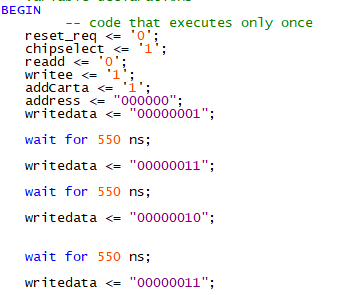 BEGIN
-- code that executes only once
reset_req <= '0';
chipselect <= '1';
readd <= '0';
writee <= '1';
addCarta <= '1';
address <= "000000";
writedata <= "00000001";
wait for 550 ns;
writedata <= "00000011";
wait for 550 ns;
writedata <= "00000010";
wait for 550 ns;
writedata <= "00000011";